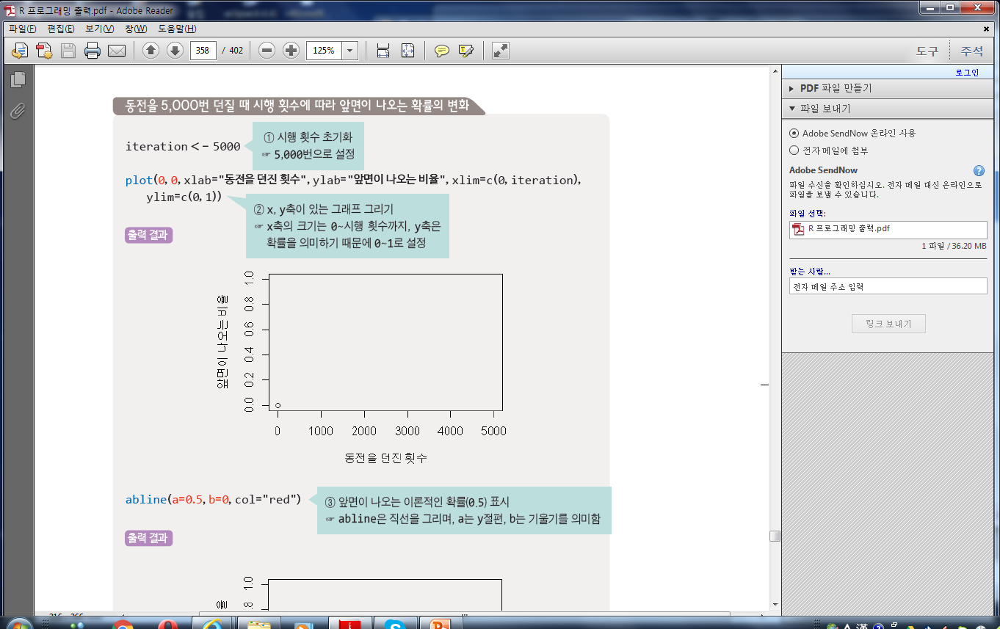 R 프로그래밍 출력.pdf - Adobe Reader
파일(F) 편집(E) 보기(V) 창(W) 도움말(H)
358 / 402 125% 도구 주석
로그인
PDF 파일 만들기
파일 보내기
Adobe SendNow 온라인 사용
전자 메일에 첨부
Adobe SendNow
파일 수신을 확인하십시오. 전자 메일 대신 온라인으로
파일을 보낼 수 있습니다.
파일 선택:
R 프로그래밍 출력.pdf
1 파일 / 36.20 MB
받는 사람...
전자 메일 주소 입력
링크 보내기
동전을 5,000번 던질 때 시행 횟수에 따라 앞면이 나오는 확률의 변화
iteration <- 5000
① 시행 횟수 초기화
☞ 5,000번으로 설정
plot(0, 0, xlab="동전을 던진 횟수", ylab="앞면이 나오는 비율", xlim=c(0, iteration),
ylim=c(0, 1))
② x, y축이 있는 그래프 그리기
☞ x축의 크기는 0~시행 횟수까지, y축은
확률을 의미하기 때문에 0~1로 설정
출력 결과
앞면이 나오는 비율
1.0
0.8
0.6
0.4
0.2
0.0
0 1000 2000 3000 4000 5000
동전을 던진 횟수
abline(a=0.5, b=0, col="red")
③ 앞면이 나오는 이론적인 확률(0.5) 표시
☞ abline은 직선을 그리며, a는 y절편, b는 기울기를 의미함
출력 결과
1.0